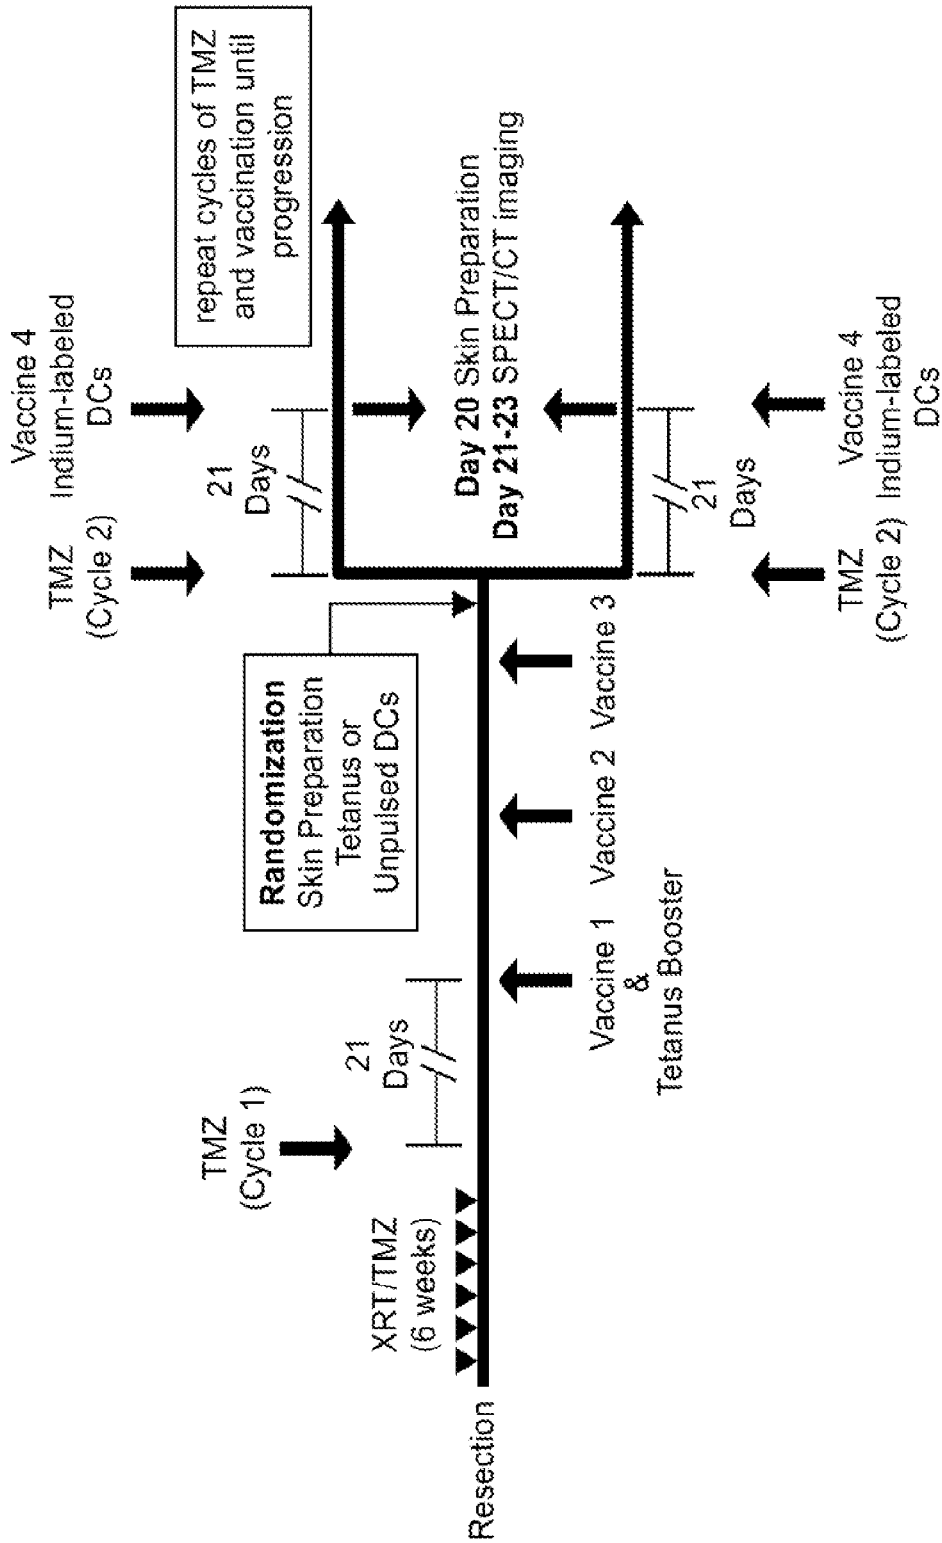 Resection
XRT/TMZ
(6 weeks)
TMZ
(Cycle 1)
21
Days
Vaccine 1
&
Tetanus Booster
Vaccine 2
Vaccine 3
Randomization
Skin Preparation
Tetanus or
Unpulsed DCs
TMZ
(Cycle 2)
21
Days
Vaccine 4
Indium-labeled
DCs
repeat cycles of TMZ
and vaccination until
progression
Day 20 Skin Preparation
Day 21-23 SPECT/CT imaging
21
Days
TMZ
(Cycle 2)
Vaccine 4
Indium-labeled
DCs